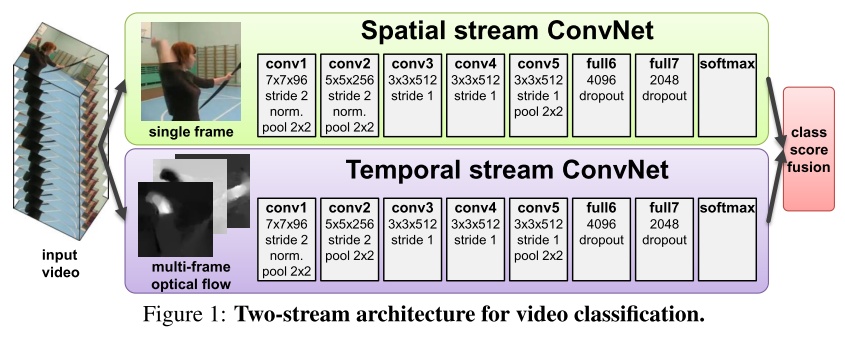 Spatial stream ConvNet
conv1
7x7x96
stride 2
norm.
pool 2x2
conv2
5x5x256
stride 2
norm.
pool 2x2
conv3
3x3x512
stride 1
conv4
3x3x512
stride 1
conv5
3x3x512
stride 1
pool 2x2
full6
4096
dropout
full7
2048
dropout
softmax
single frame
Temporal stream ConvNet
conv1
7x7x96
stride 2
norm.
pool 2x2
conv2
5x5x256
stride 2
pool 2x2
conv3
3x3x512
stride 1
conv4
3x3x512
stride 1
conv5
3x3x512
stride 1
pool 2x2
full6
4096
dropout
full7
2048
dropout
softmax
multi-frame
optical flow
input
video
class
score
fusion
Figure 1: Two-stream architecture for video classification.